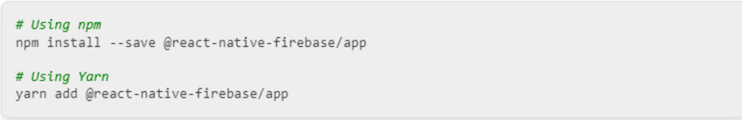 # Using npm
npm install --save @react-native-firebase/app
# Using Yarn
yarn add @react-native-firebase/app